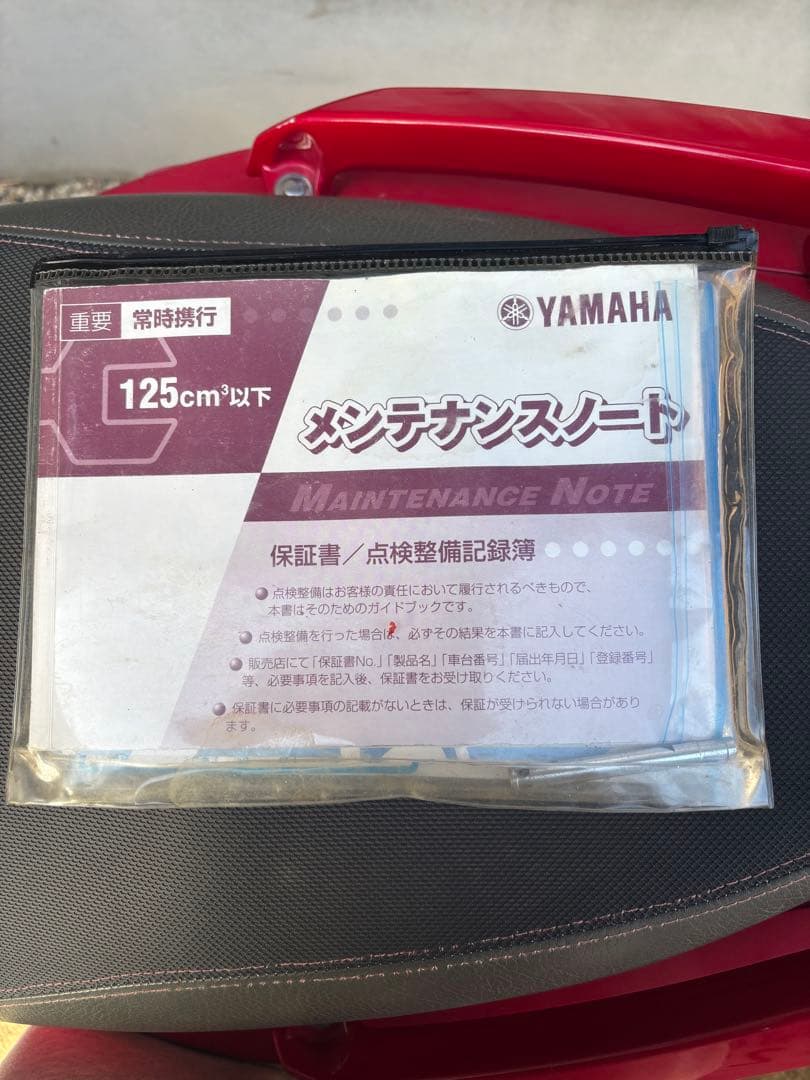 重要 常時携行
YAMAHA
125cm³以下
メンテナンスノート
MAINTENANCE NOTE
保証書/点検整備記録簿
● 点検整備はお客様の責任において履行されるべきもので、
本書はそのためのガイドブックです。
● 点検整備を行った場合は、必ずその結果を本書に記入してください。
● 販売店にて「保証書No.」「製品名」「車台番号」「届出年月日」「登録番号」
等、必要事項を記入後、保証書をお受け取りください。
● 保証書に必要事項の記載がないときは、保証が受けられない場合があり
ます。